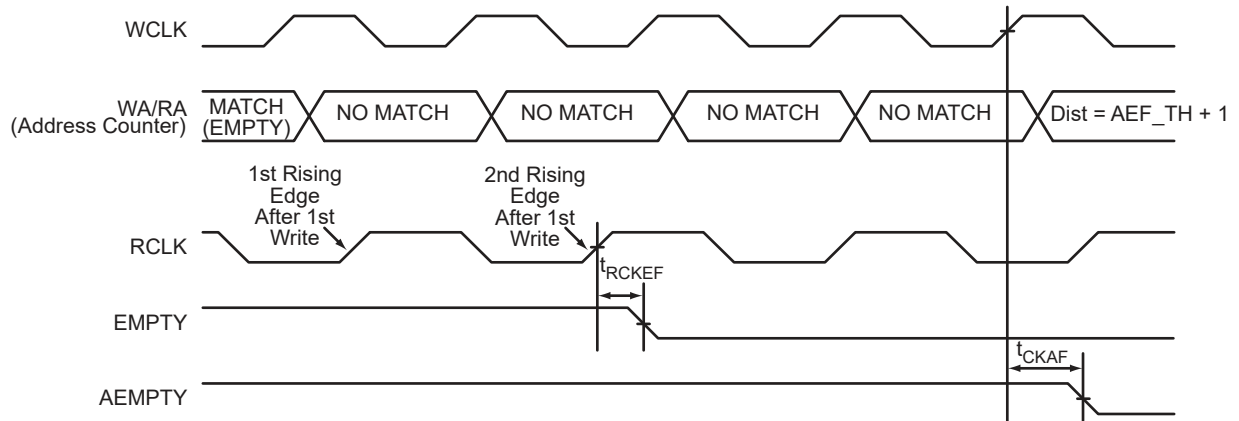 WCLK
WA/RA
(Address Counter)
MATCH
(EMPTY)
NO MATCH
NO MATCH
NO MATCH
NO MATCH
Dist = AEF_TH + 1
1st Rising
Edge
After 1st
Write
2nd Rising
Edge
After 1st
Write
RCLK
tRCKEF
EMPTY
tCKAF
AEMPTY